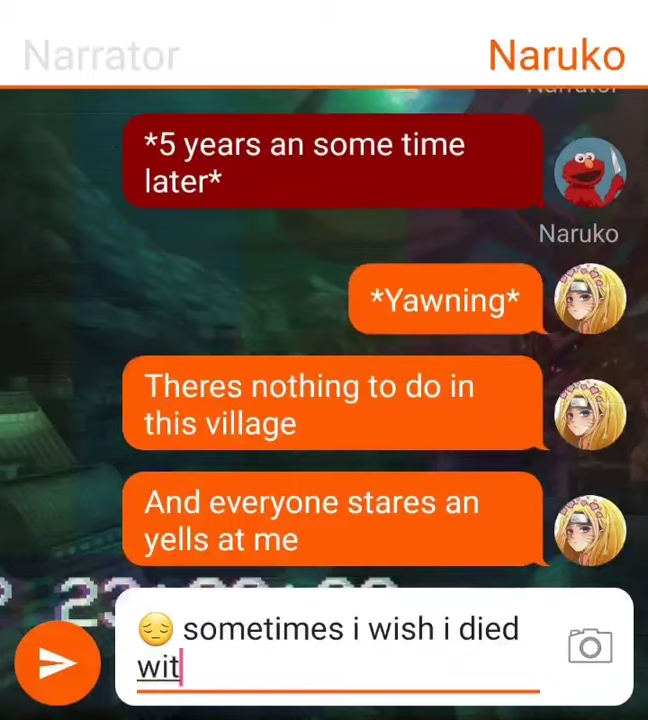 Narrator
Naruko
*5 years an some time
later*
Naruko
*Yawning*
Theres nothing to do in
this village
And everyone stares an
yells at me
😔 sometimes i wish i died
wit